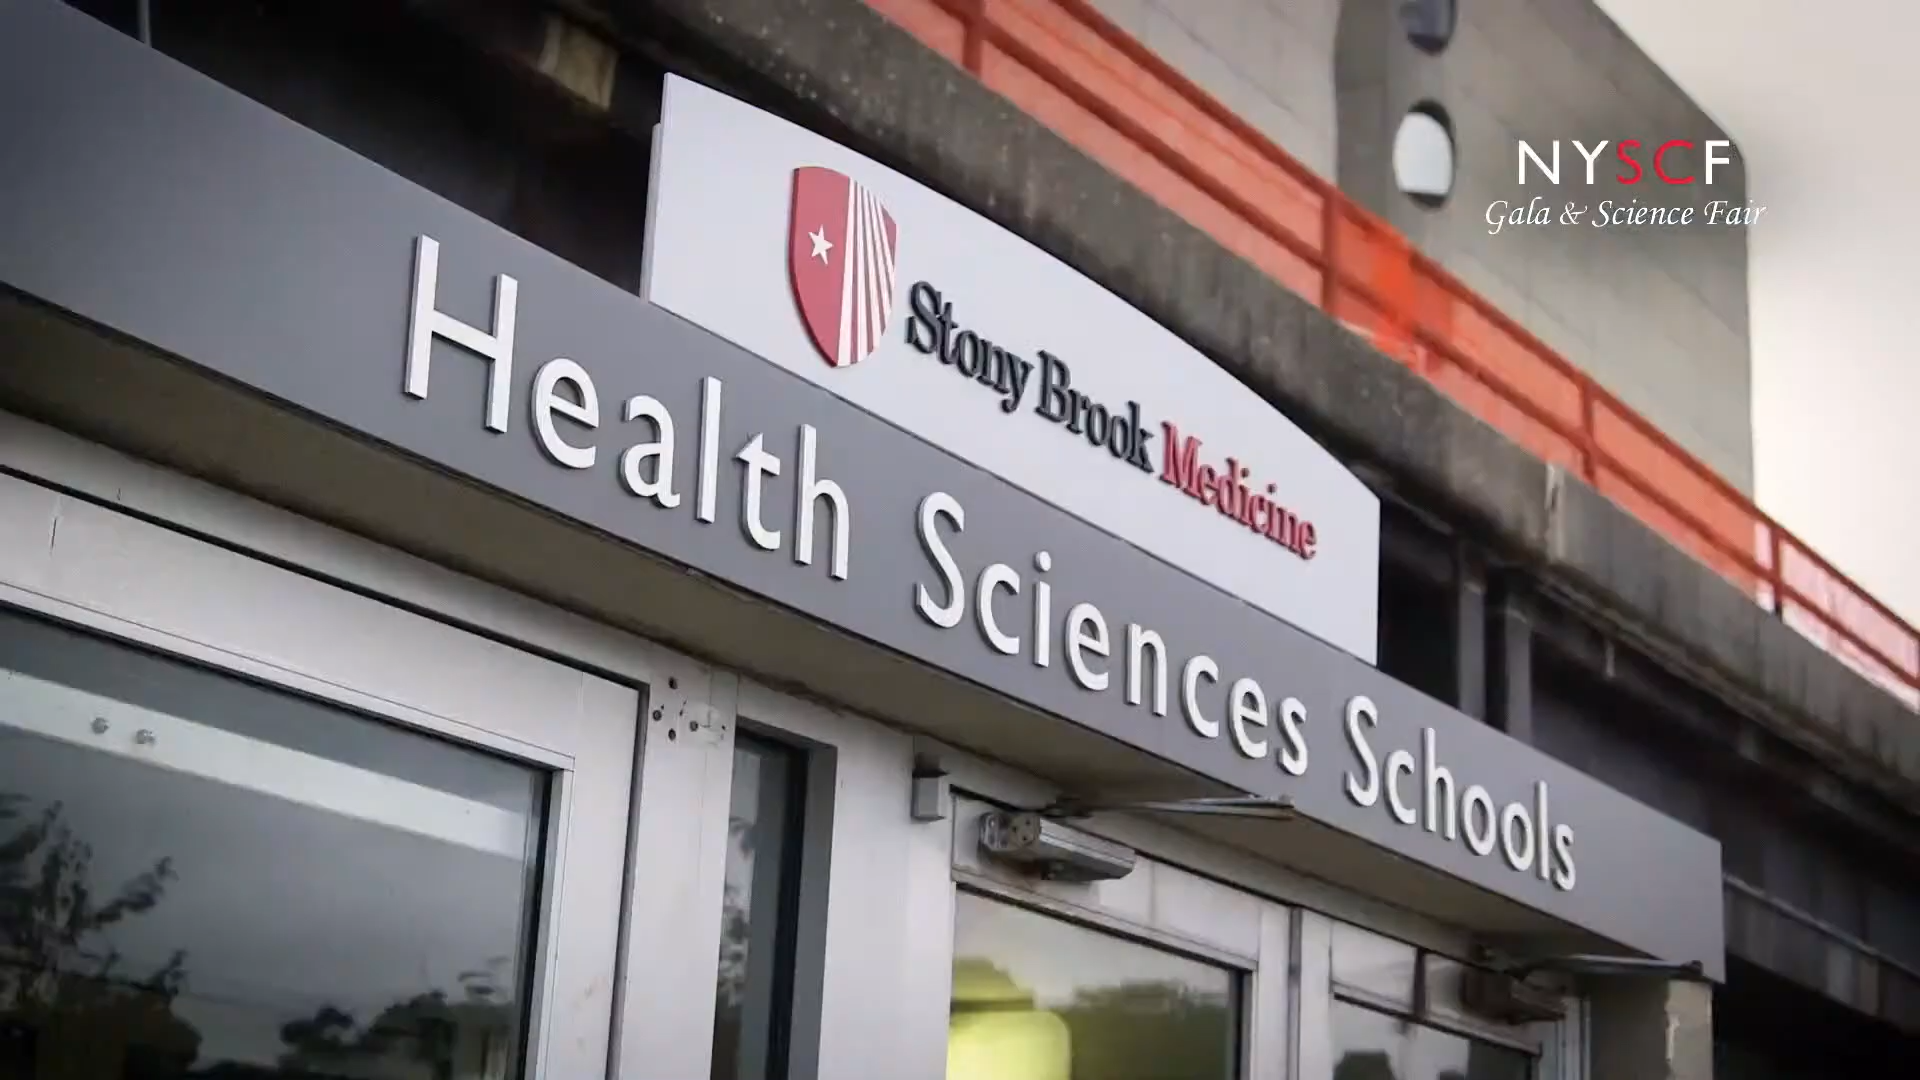 NYSCF
Gala & Science Fair
Stony Brook Medicine
Health Sciences Schools